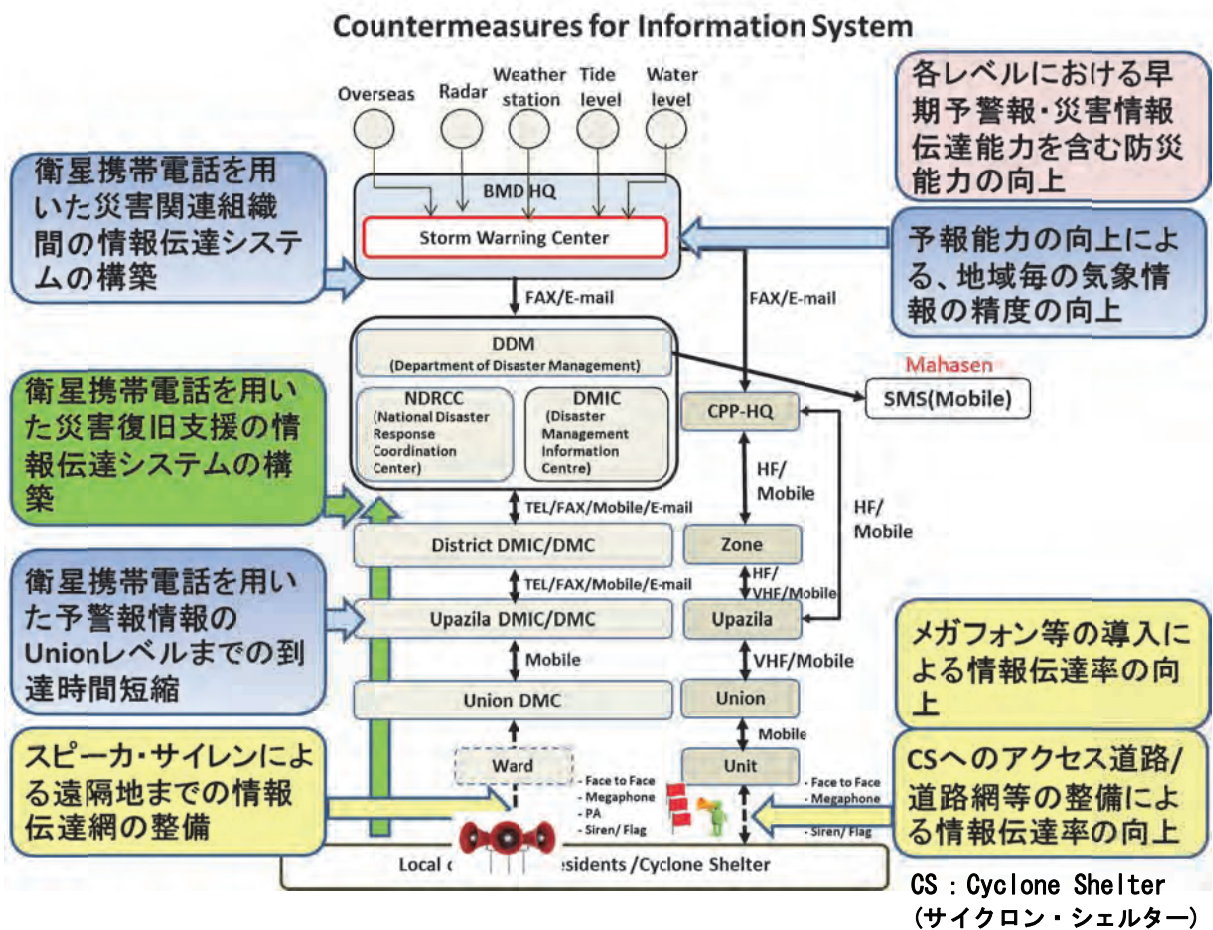 Countermeasures for Information System
Overseas
Radar
Weather
station
Tide
level
Water
level
各レベルにおける早
期予警報・災害情報
伝達能力を含む防災
能力の向上
衛星携帯電話を用
いた災害関連組織
間の情報伝達システ
ムの構築
BMD HQ
Storm Warning Center
予報能力の向上によ
る、地域毎の気象情
報の精度の向上
FAX/E-mail
FAX/E-mail
DDM
(Department of Disaster Management)
NDRCC
(National Disaster
Response
Coordination
Center)
DMIC
(Disaster
Management
Information
Centre)
Mahasen
SMS(Mobile)
CPP-HQ
衛星携帯電話を用い
た災害復旧支援の情
報伝達システムの構
築
HF/
Mobile
HF/
Mobile
TEL/FAX/Mobile/E-mail
District DMIC/DMC
Zone
TEL/FAX/Mobile/E-mail
HF/
VHF/Mobile
衛星携帯電話を用い
た予警報情報の
Unionレベルまでの到
達時間短縮
Upazila DMIC/DMC
Upazila
Mobile
VHF/Mobile
メガフォン等の導入に
よる情報伝達率の向
上
Union DMC
Union
Mobile
スピーカ・サイレンによ
る遠隔地までの情報
伝達網の整備
Ward
Unit
- Face to Face
- Megaphone
- PA
- Siren/ Flag
- Face to Face
- Megaphone
- Siren/ Flag
CSへのアクセス道路/
道路網等の整備によ
る情報伝達率の向上
Local
esidents /Cyclone Shelter
CS : Cyclone Shelter
(サイクロン・シェルター)